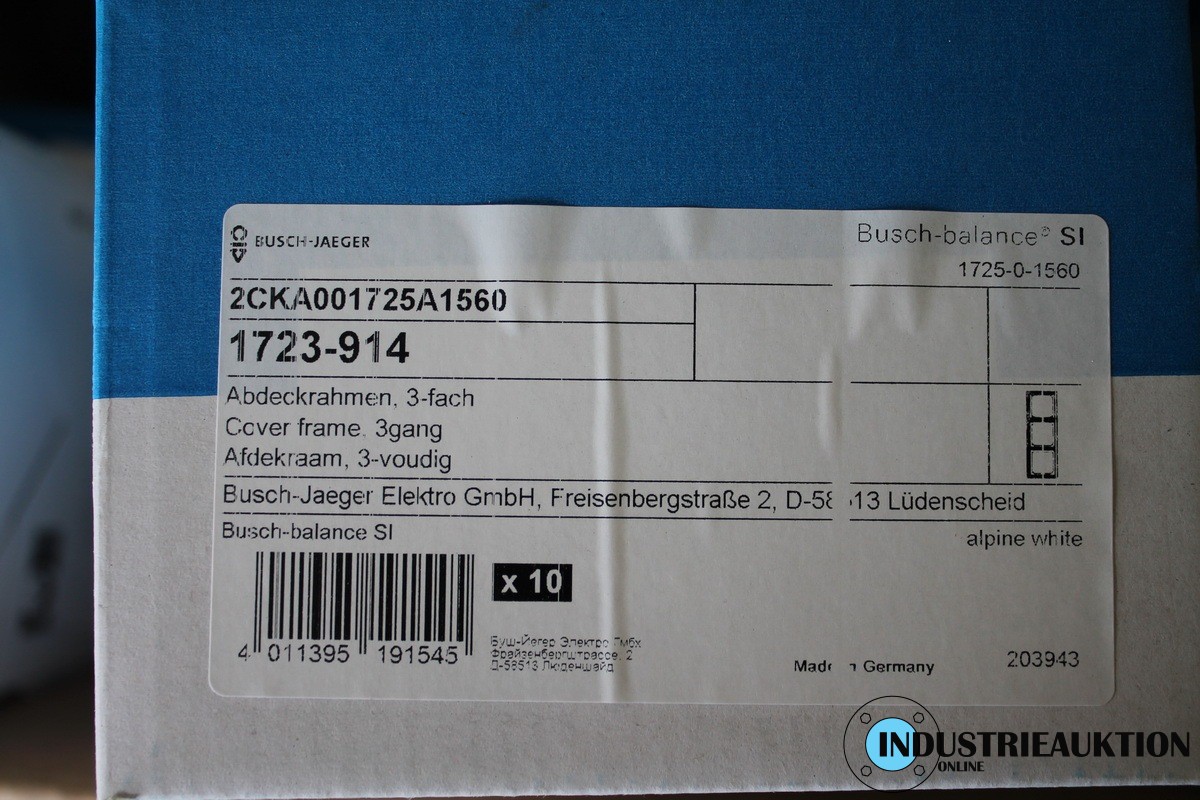 BUSCH-JAEGER
Busch-balance® SI
1725-0-1560
2CKA001725A1560
1723-914
Abdeckrahmen, 3-fach
Cover frame, 3gang
Afdekraam, 3-voudig
Busch-Jaeger Elektro GmbH, Freisenbergstraße 2, D-58513 Lüdenscheid
Busch-balance SI
alpine white
x 10
4 011395 191545
Буш-Йегер Электро Гмбх
Фрайзенбергштрассе, 2
Д-58513 Люденшайд
Made in Germany
203943
INDUSTRIEAUKTION
ONLINE